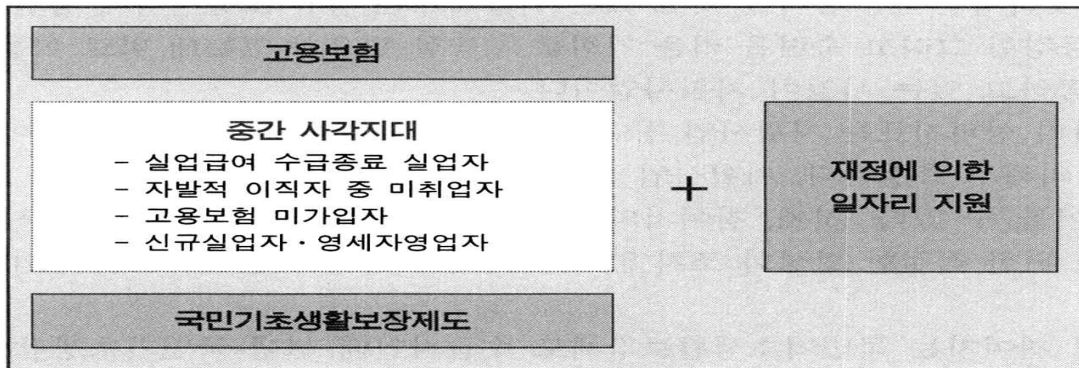 고용보험
중간 사각지대
- 실업급여 수급종료 실업자
- 자발적 이직자 중 미취업자
- 고용보험 미가입자
- 신규실업자·영세자영업자
국민기초생활보장제도
+
재정에 의한
일자리 지원